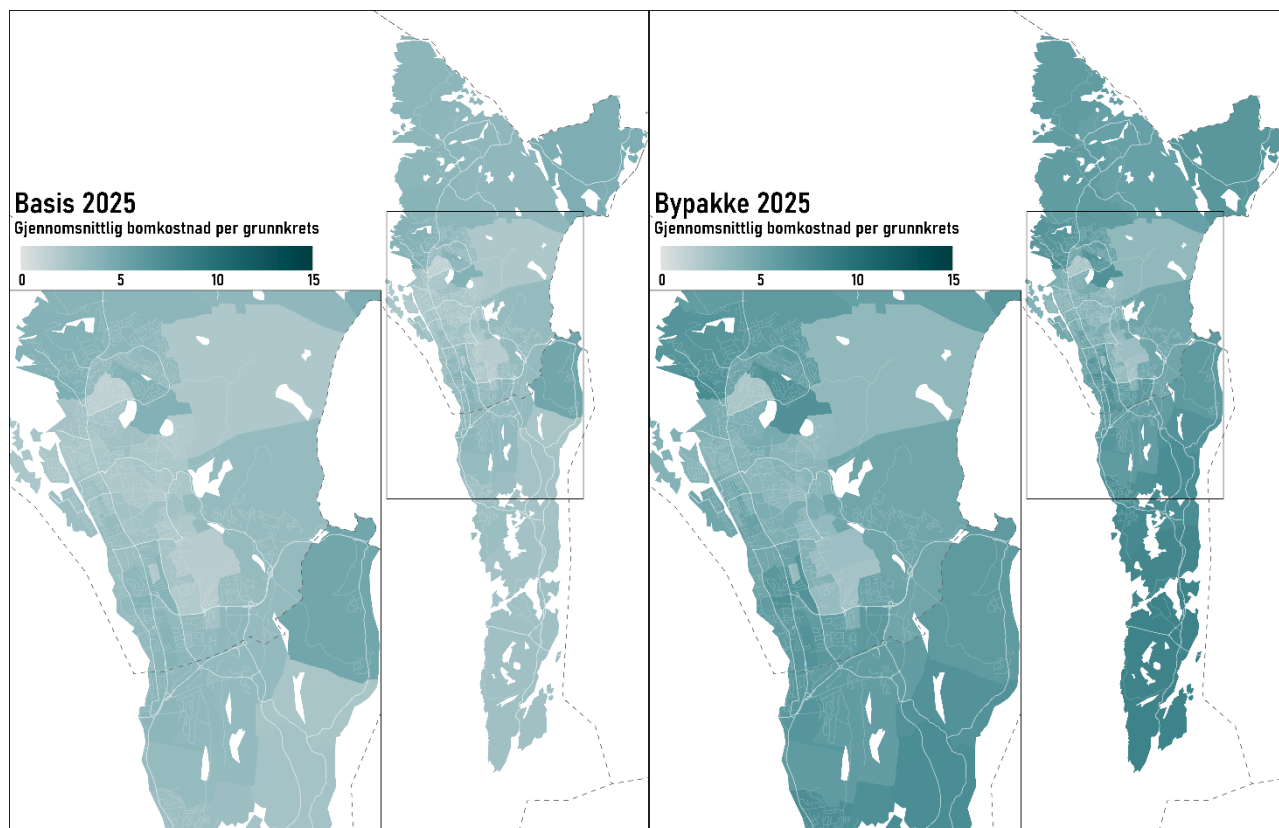 Basis 2025
Gjennomsnittlig bomkostnad per grunnkrets
0 5 10 15
Bypakke 2025
Gjennomsnittlig bomkostnad per grunnkrets
0 5 10 15